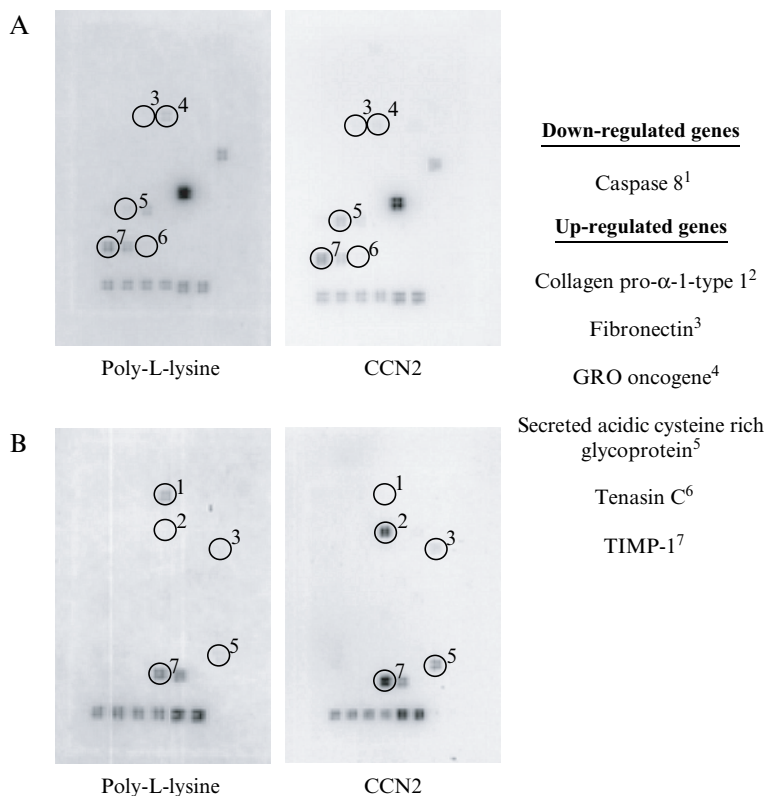 A
3 4
5
7 6
Poly-L-lysine
3 4
5
7 6
CCN2
B
1
2
3
5
7
Poly-L-lysine
1
2
3
5
7
CCN2
Down-regulated genes
Caspase 8¹
Up-regulated genes
Collagen pro-α-1-type 1²
Fibronectin³
GRO oncogene⁴
Secreted acidic cysteine rich
glycoprotein⁵
Tenasin C⁶
TIMP-1⁷